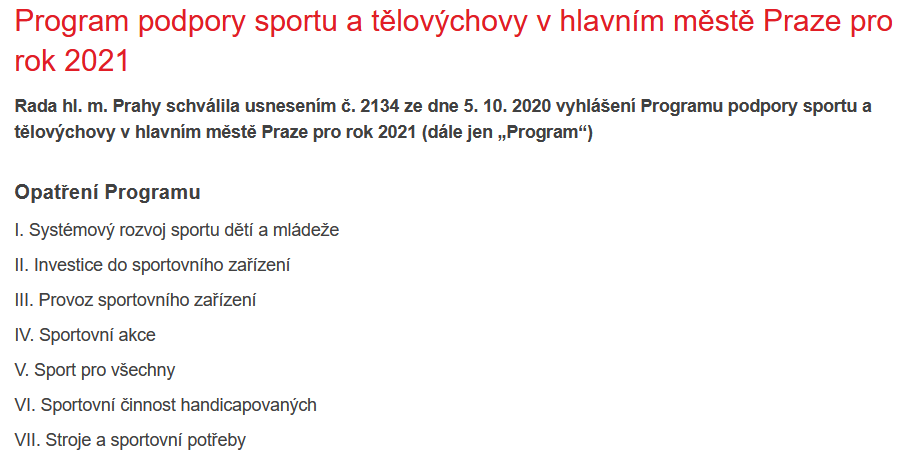 Program podpory sportu a tělovýchovy v hlavním městě Praze pro
rok 2021
Rada hl. m. Prahy schválila usnesením č. 2134 ze dne 5. 10. 2020 vyhlášení Programu podpory sportu a
tělovýchovy v hlavním městě Praze pro rok 2021 (dále jen „Program“)
Opatření Programu
I. Systémový rozvoj sportu dětí a mládeže
II. Investice do sportovního zařízení
III. Provoz sportovního zařízení
IV. Sportovní akce
V. Sport pro všechny
VI. Sportovní činnost handicapovaných
VII. Stroje a sportovní potřeby